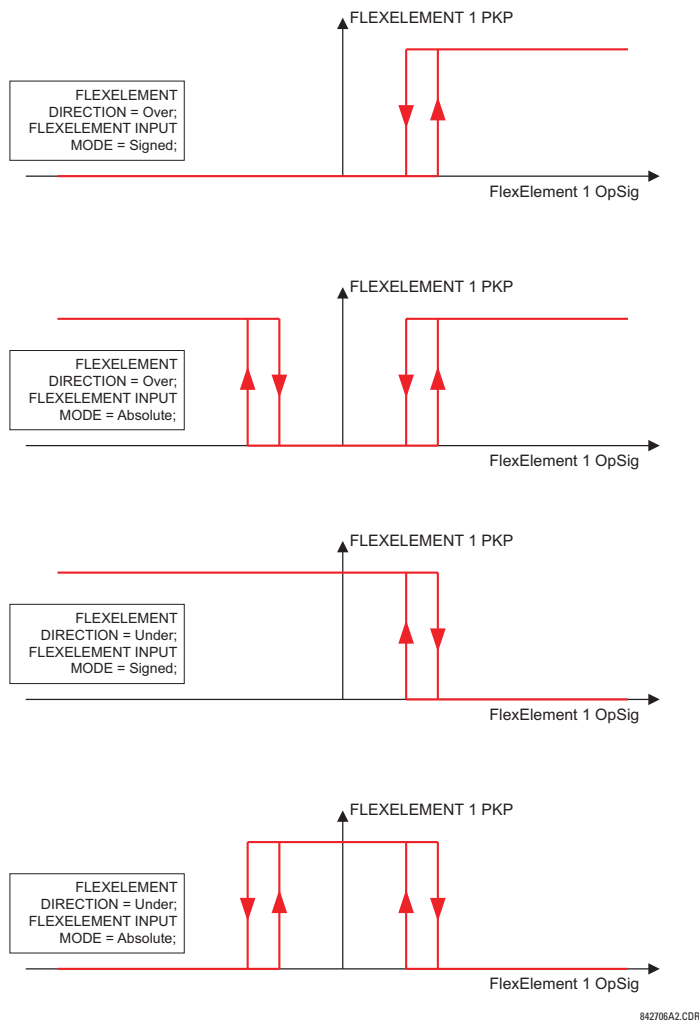 FLEXELEMENT 1 PKP
FLEXELEMENT
DIRECTION = Over;
FLEXELEMENT INPUT
MODE = Signed;
FlexElement 1 OpSig
FLEXELEMENT 1 PKP
FLEXELEMENT
DIRECTION = Over;
FLEXELEMENT INPUT
MODE = Absolute;
FlexElement 1 OpSig
FLEXELEMENT 1 PKP
FLEXELEMENT
DIRECTION = Under;
FLEXELEMENT INPUT
MODE = Signed;
FlexElement 1 OpSig
FLEXELEMENT 1 PKP
FLEXELEMENT
DIRECTION = Under;
FLEXELEMENT INPUT
MODE = Absolute;
FlexElement 1 OpSig
842706A2.CDR